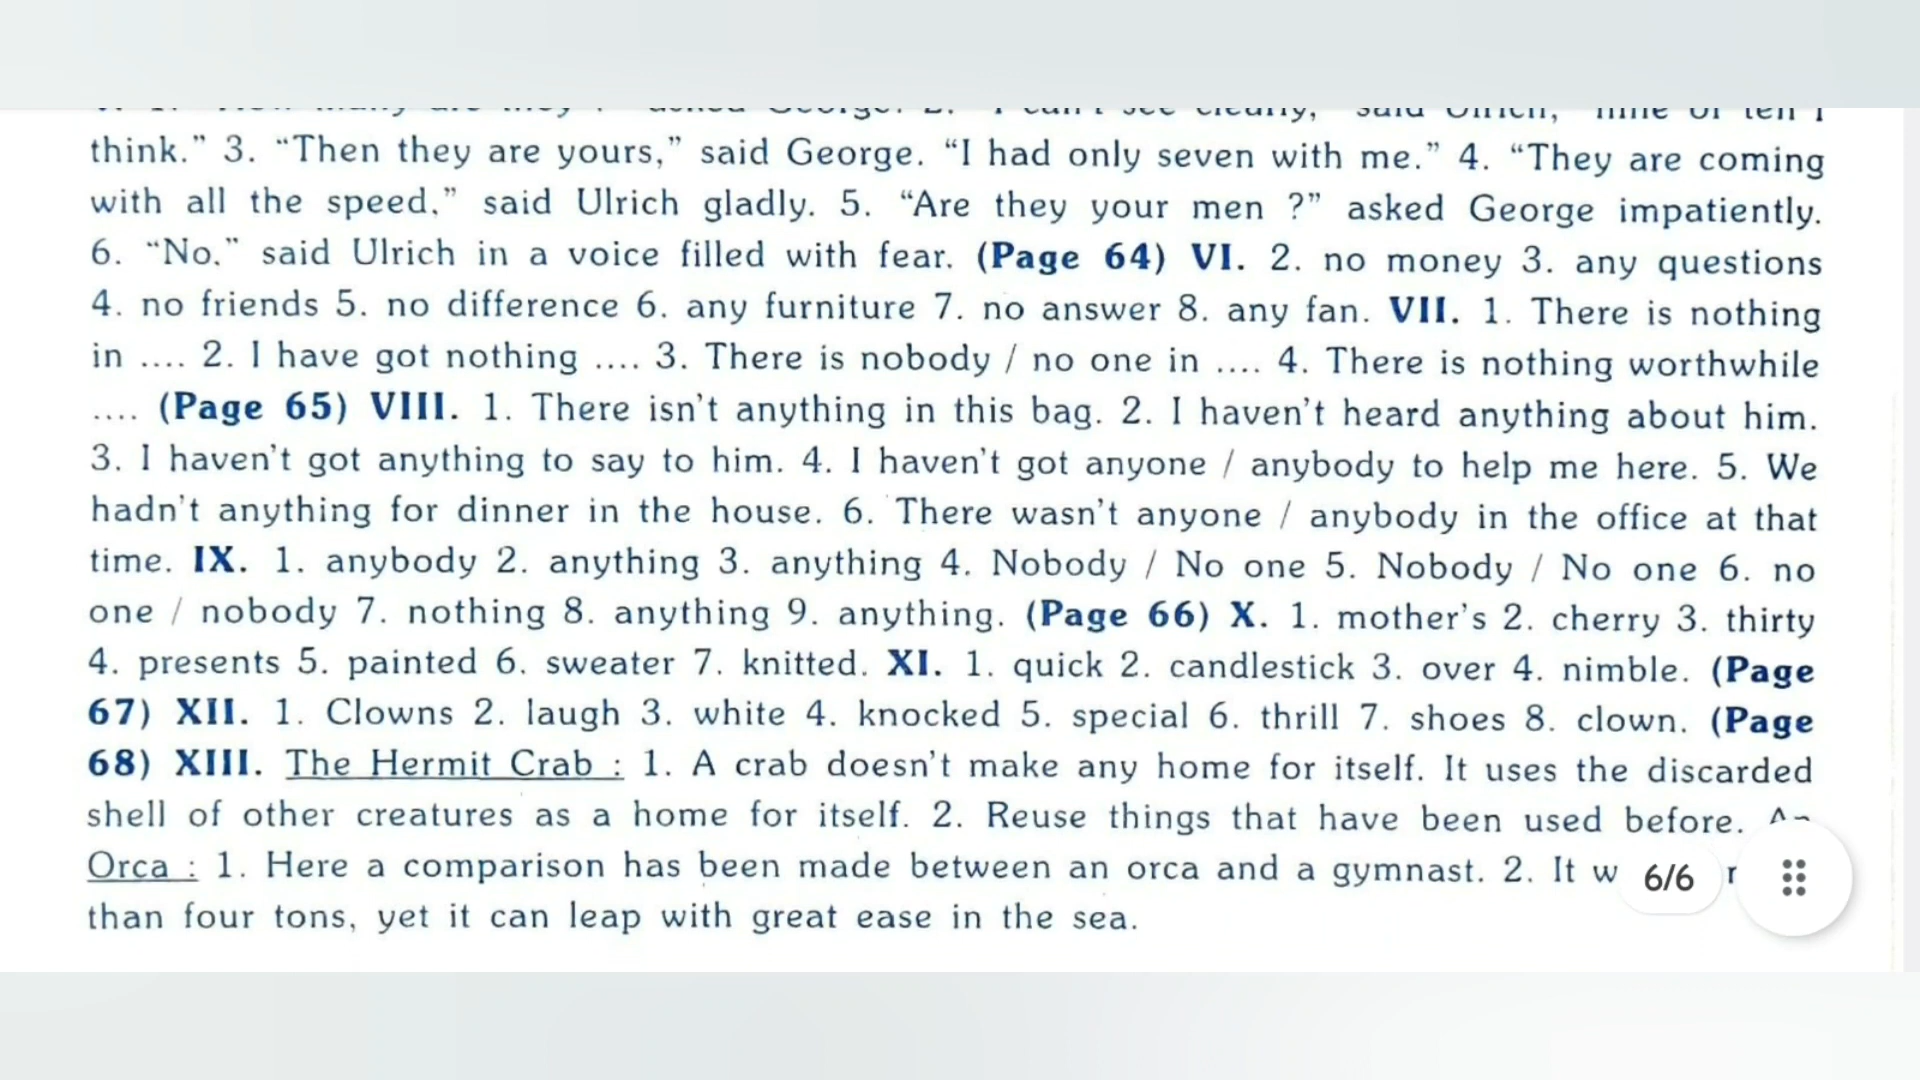 think.” 3. “Then they are yours,” said George. “I had only seven with me.” 4. “They are coming
with all the speed,” said Ulrich gladly. 5. “Are they your men ?” asked George impatiently.
6. “No,” said Ulrich in a voice filled with fear. (Page 64) VI. 2. no money 3. any questions
4. no friends 5. no difference 6. any furniture 7. no answer 8. any fan. VII. 1. There is nothing
in .... 2. I have got nothing .... 3. There is nobody / no one in .... 4. There is nothing worthwhile
.... (Page 65) VIII. 1. There isn’t anything in this bag. 2. I haven’t heard anything about him.
3. I haven’t got anything to say to him. 4. I haven’t got anyone / anybody to help me here. 5. We
hadn’t anything for dinner in the house. 6. There wasn’t anyone / anybody in the office at that
time. IX. 1. anybody 2. anything 3. anything 4. Nobody / No one 5. Nobody / No one 6. no
one / nobody 7. nothing 8. anything 9. anything. (Page 66) X. 1. mother’s 2. cherry 3. thirty
4. presents 5. painted 6. sweater 7. knitted. XI. 1. quick 2. candlestick 3. over 4. nimble. (Page
67) XII. 1. Clowns 2. laugh 3. white 4. knocked 5. special 6. thrill 7. shoes 8. clown. (Page
68) XIII. The Hermit Crab : 1. A crab doesn’t make any home for itself. It uses the discarded
shell of other creatures as a home for itself. 2. Reuse things that have been used before.
Orca : 1. Here a comparison has been made between an orca and a gymnast. 2. It
6/6
than four tons, yet it can leap with great ease in the sea.